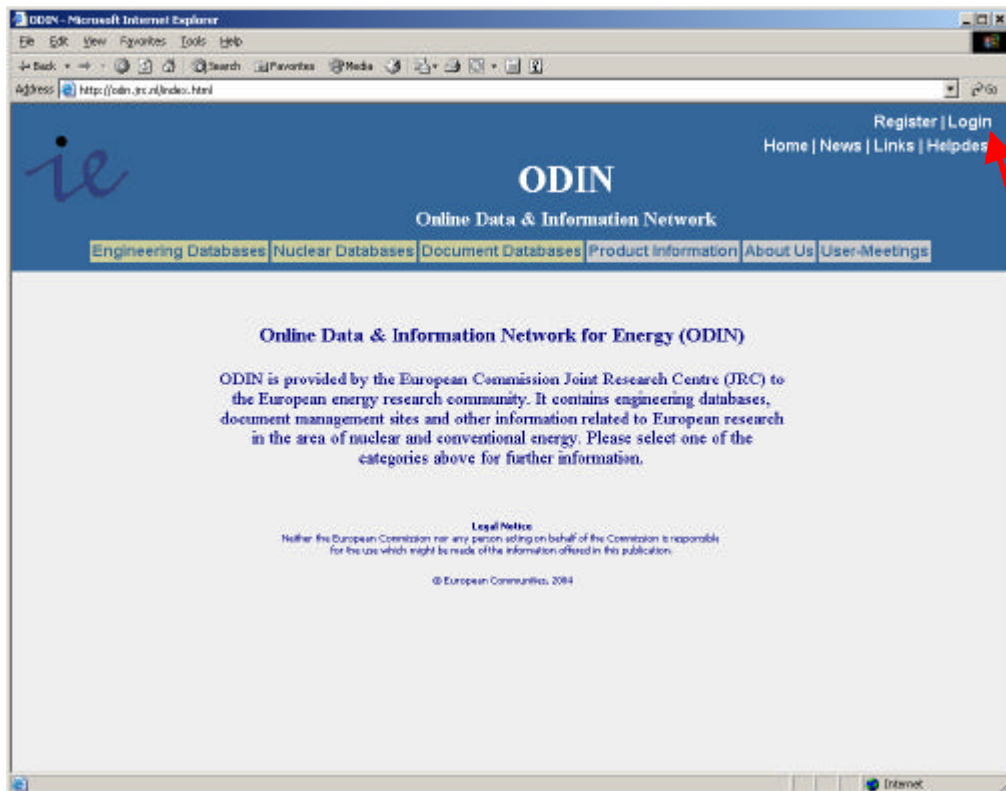 ODIN - Microsoft Internet Explorer
File Edit View Favorites Tools Help
Back Search Favorites Media
Address http://odin.jrc.nl/index.html Go
Register | Login
Home | News | Links | Helpdes
ie
ODIN
Online Data & Information Network
Engineering Databases Nuclear Databases Document Databases Product Information About Us User-Meetings
Online Data & Information Network for Energy (ODIN)
ODIN is provided by the European Commission Joint Research Centre (JRC) to
the European energy research community. It contains engineering databases,
document management sites and other information related to European research
in the area of nuclear and conventional energy. Please select one of the
categories above for further information.
Legal Notice
Neither the European Commission nor any person acting on behalf of the Commission is responsible
for the use which might be made of the information offered in this publication.
© European Communities, 2004
Internet